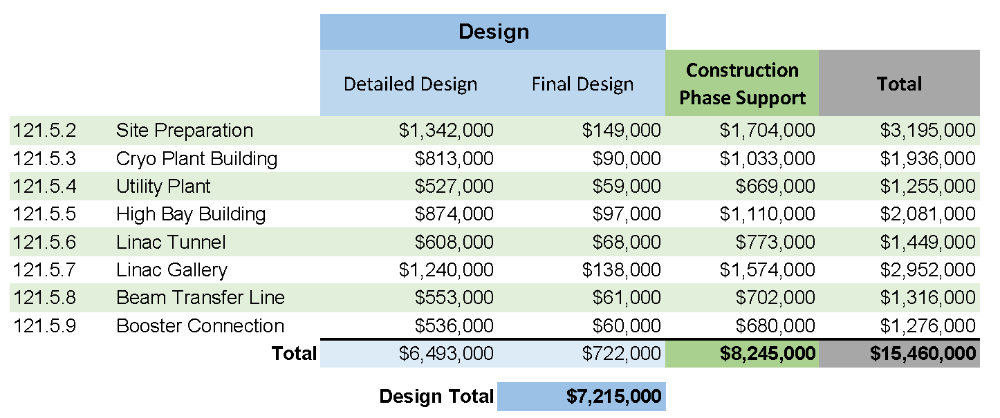 Design
Detailed Design Final Design Construction Phase Support Total
121.5.2 Site Preparation $1,342,000 $149,000 $1,704,000 $3,195,000
121.5.3 Cryo Plant Building $813,000 $90,000 $1,033,000 $1,936,000
121.5.4 Utility Plant $527,000 $59,000 $669,000 $1,255,000
121.5.5 High Bay Building $874,000 $97,000 $1,110,000 $2,081,000
121.5.6 Linac Tunnel $608,000 $68,000 $773,000 $1,449,000
121.5.7 Linac Gallery $1,240,000 $138,000 $1,574,000 $2,952,000
121.5.8 Beam Transfer Line $553,000 $61,000 $702,000 $1,316,000
121.5.9 Booster Connection $536,000 $60,000 $680,000 $1,276,000
Total $6,493,000 $722,000 $8,245,000 $15,460,000
Design Total $7,215,000